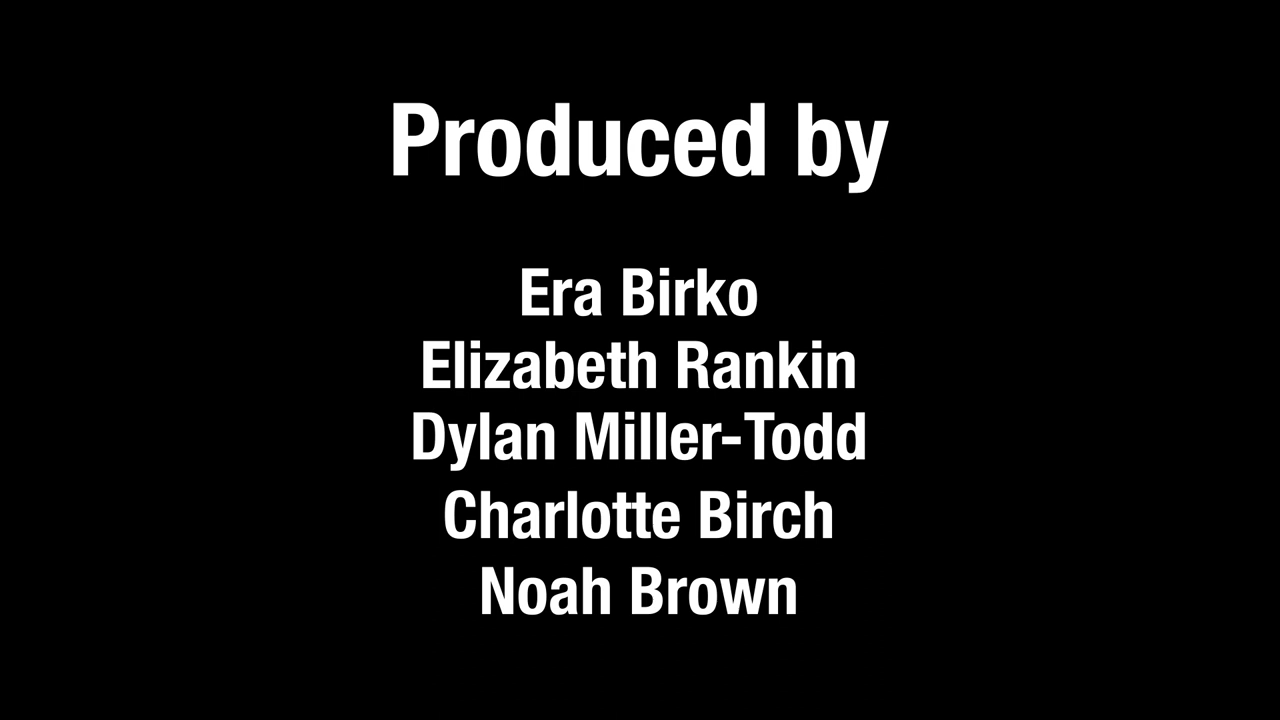 Produced by
Era Birko
Elizabeth Rankin
Dylan Miller-Todd
Charlotte Birch
Noah Brown